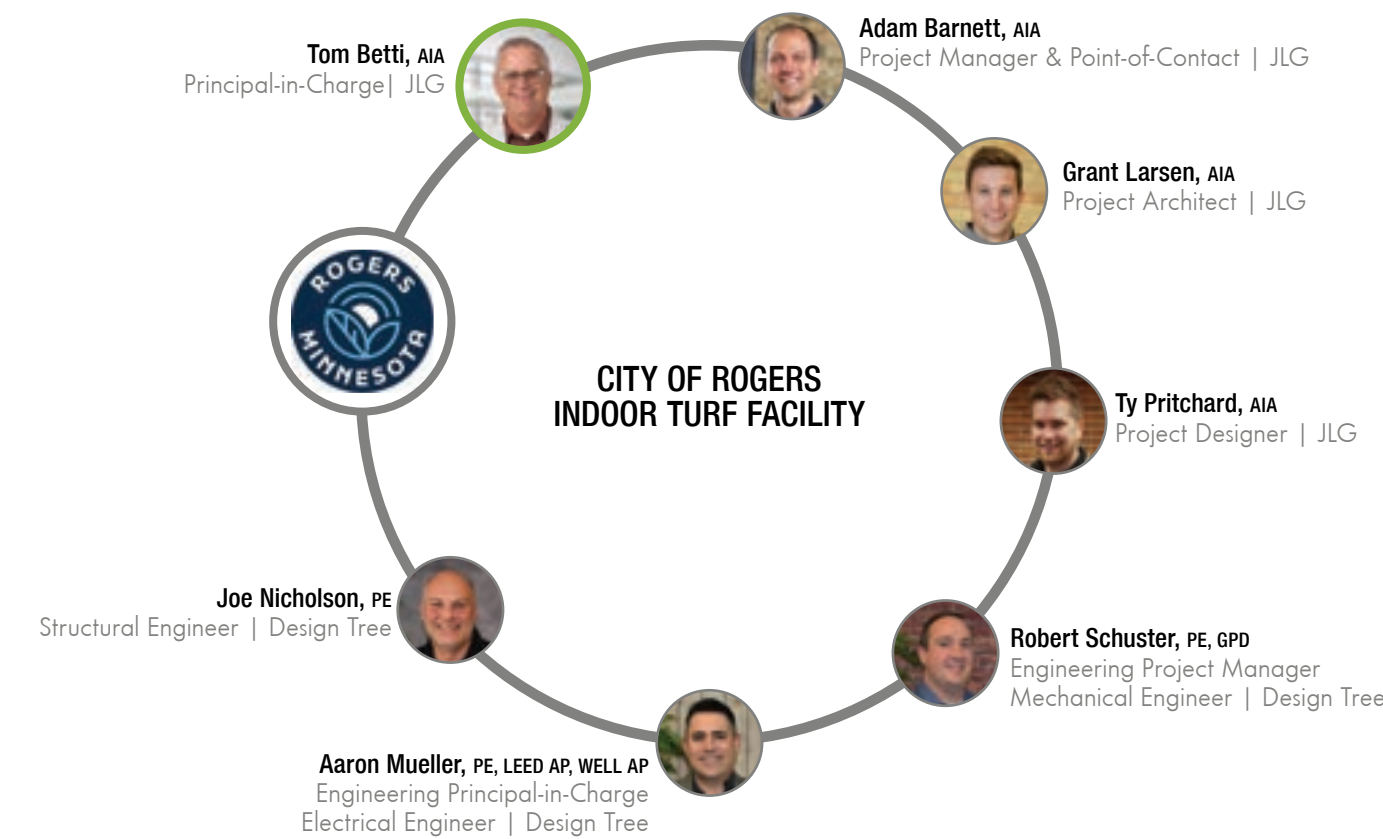 Tom Betti, AIA
Principal-in-Charge| JLG
Adam Barnett, AIA
Project Manager & Point-of-Contact | JLG
Grant Larsen, AIA
Project Architect | JLG
ROGERS
MINNESOTA
CITY OF ROGERS
INDOOR TURF FACILITY
Ty Pritchard, AIA
Project Designer | JLG
Joe Nicholson, PE
Structural Engineer | Design Tree
Robert Schuster, PE, GPD
Engineering Project Manager
Mechanical Engineer | Design Tree
Aaron Mueller, PE, LEED AP, WELL AP
Engineering Principal-in-Charge
Electrical Engineer | Design Tree